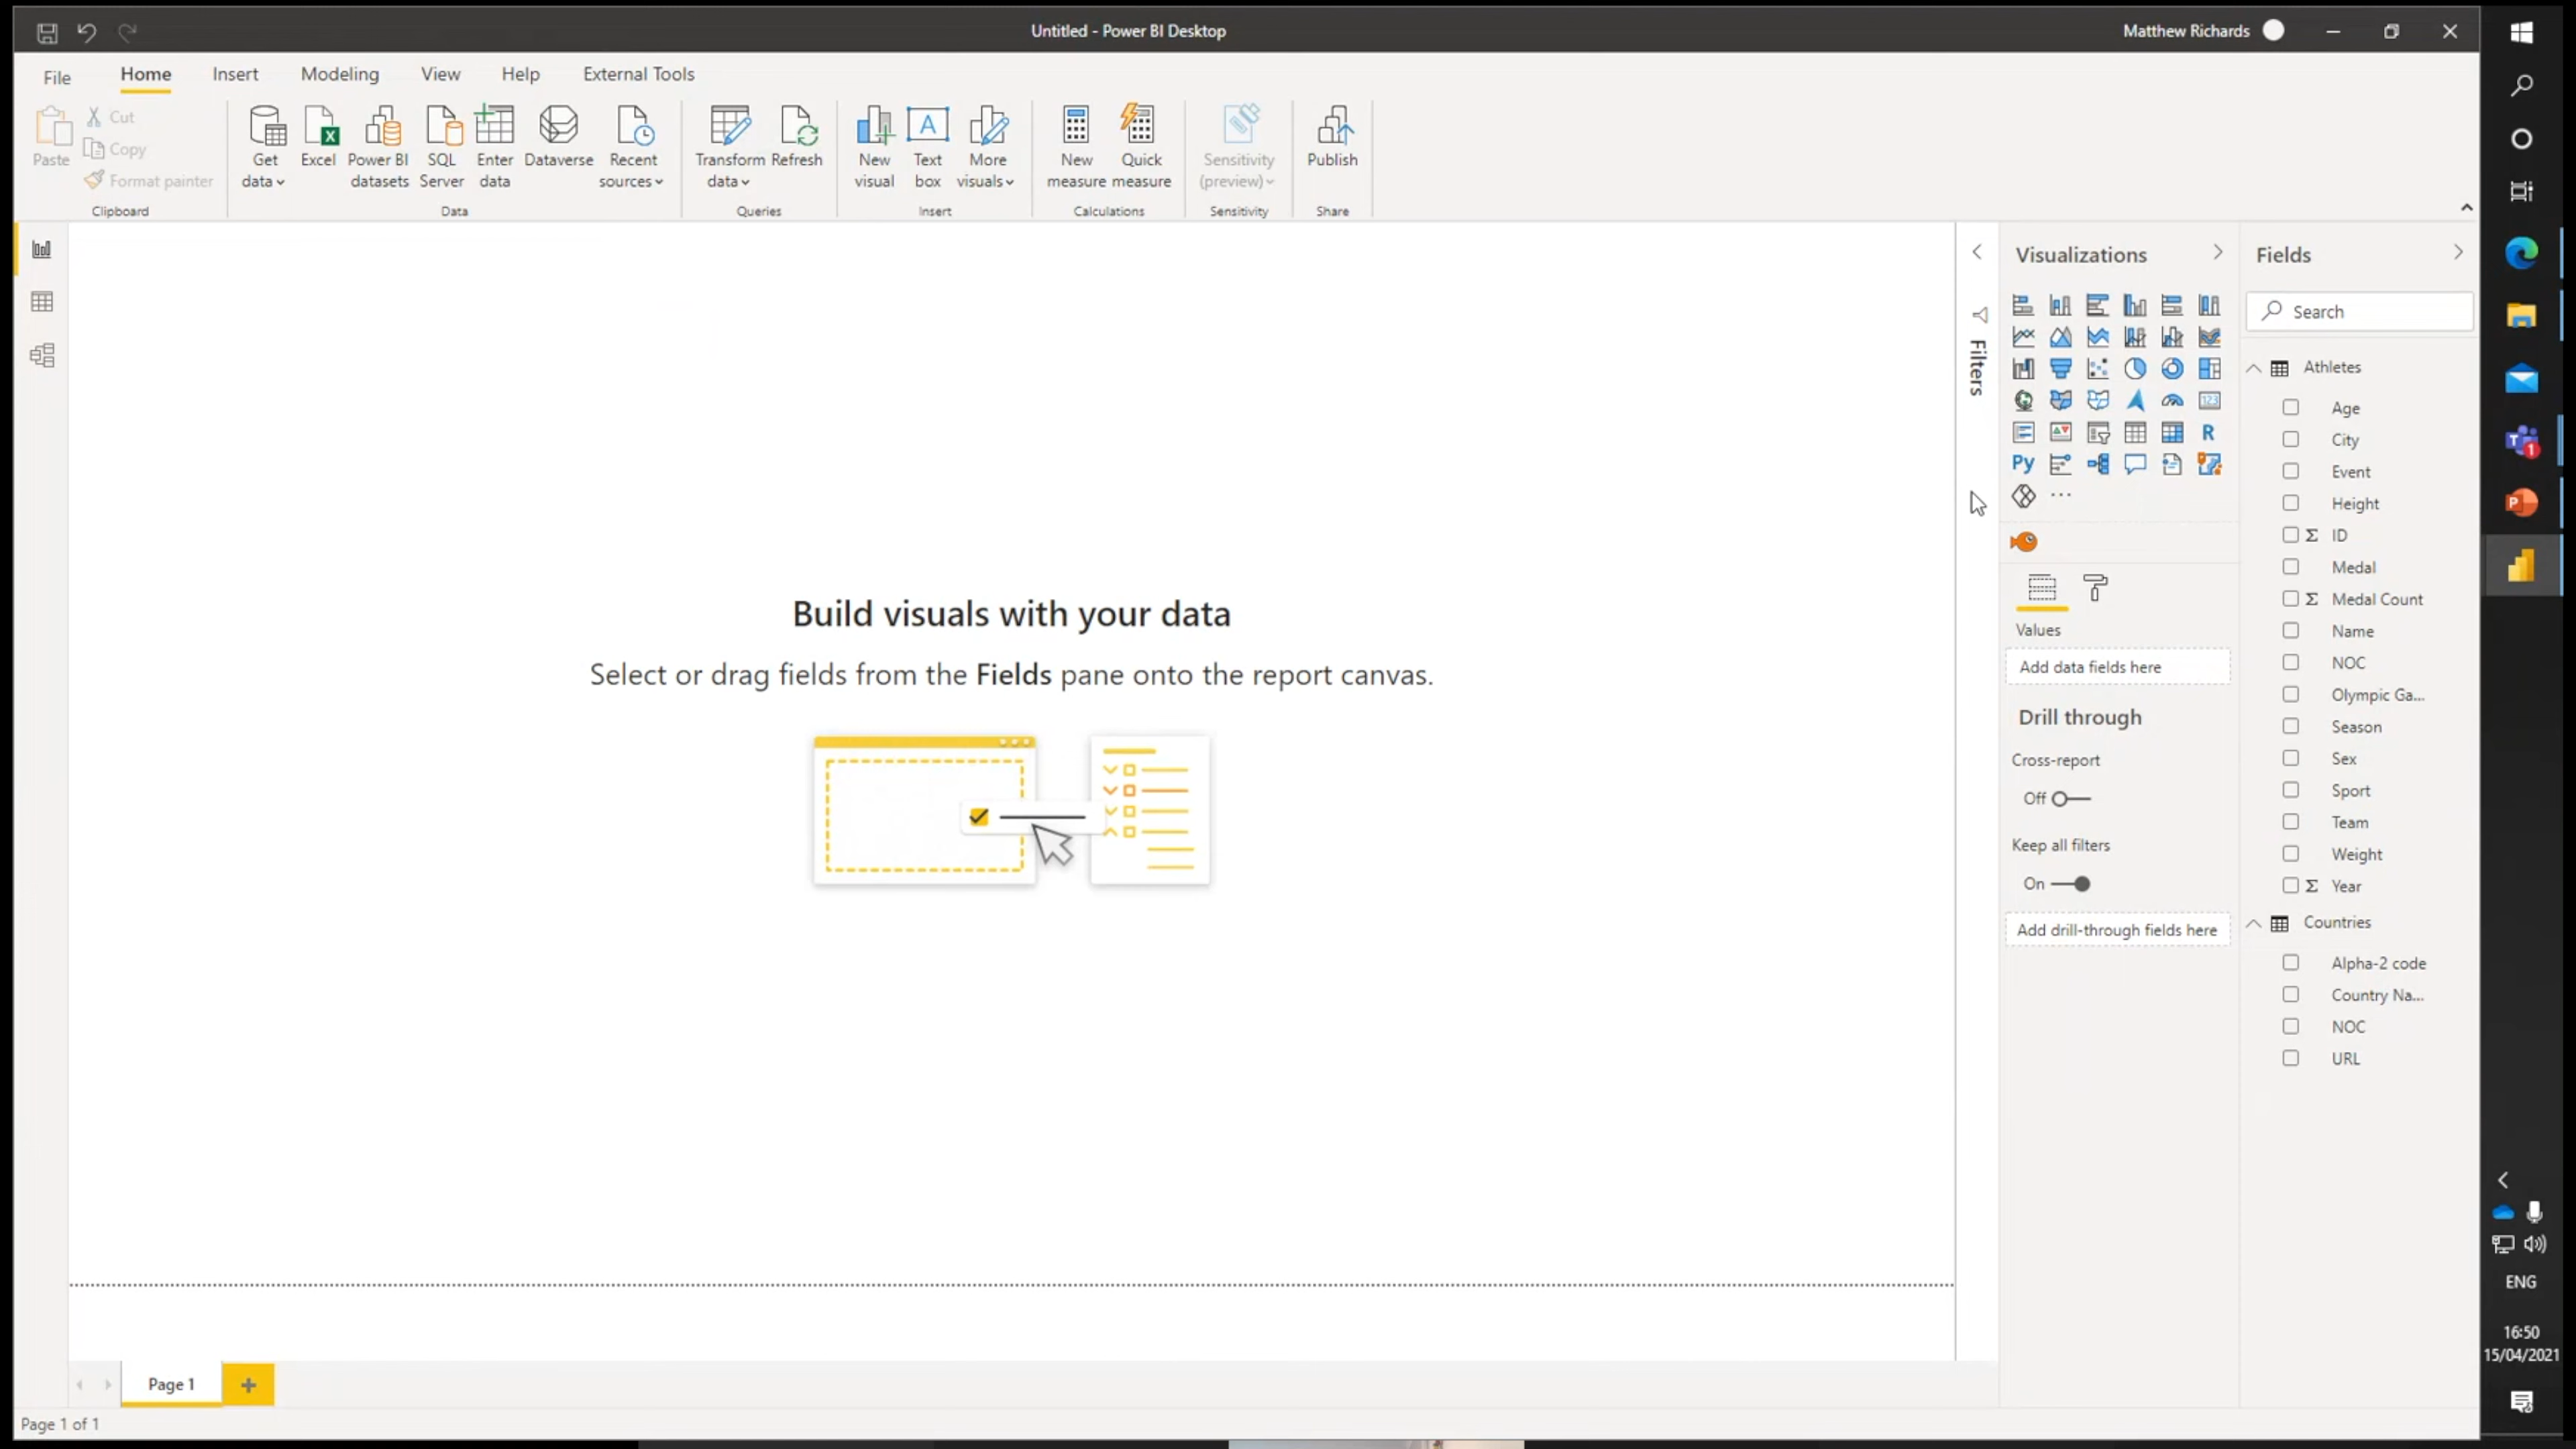 Untitled - Power BI Desktop
Matthew Richards
File
Home
Insert
Modeling
View
Help
External Tools
Paste
Cut
Copy
Format painter
Clipboard
Get data
Excel
Power BI datasets
SQL Server
Enter data
Dataverse
Recent sources
Data
Transform data
Refresh
Queries
New visual
Text box
More visuals
Insert
New measure
Quick measure
Calculations
Sensitivity (preview)
Sensitivity
Publish
Share
Build visuals with your data
Select or drag fields from the Fields pane onto the report canvas.
Filters
Visualizations
123
R
Py
Values
Add data fields here
Drill through
Cross-report
Off
Keep all filters
On
Add drill-through fields here
Fields
Search
Athletes
Age
City
Event
Height
Σ ID
Medal
Σ Medal Count
Name
NOC
Olympic Ga...
Season
Sex
Sport
Team
Weight
Σ Year
Countries
Alpha-2 code
Country Na...
NOC
URL
Page 1
Page 1 of 1
ENG
16:50
15/04/2021